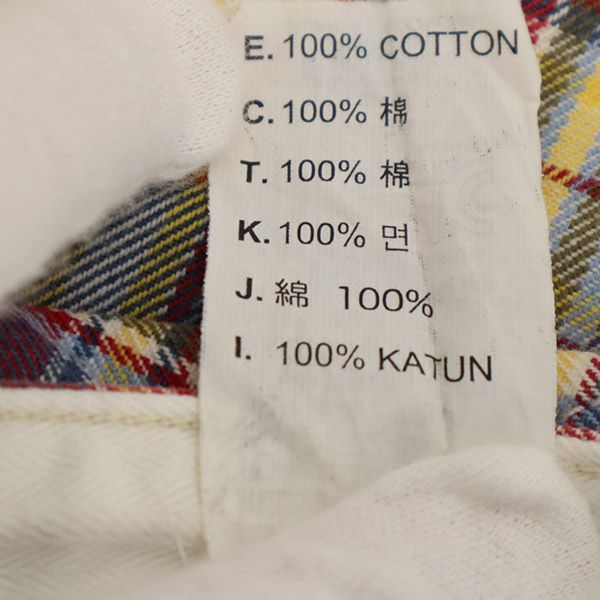 E. 100% COTTON
C. 100% 棉
T. 100% 棉
K. 100% 면
J. 綿 100%
I. 100% KATUN